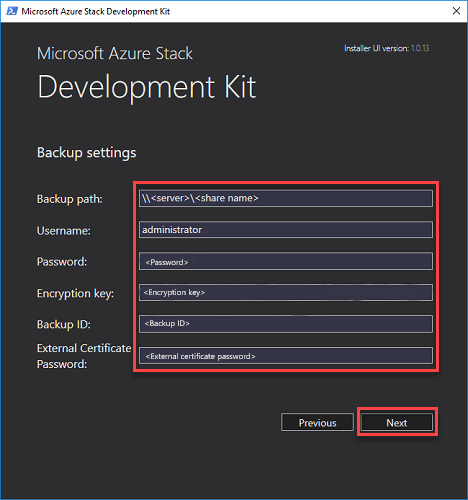 Microsoft Azure Stack Development Kit
Microsoft Azure Stack
Installer UI version: 1.0.13
Development Kit
Backup settings
Backup path: \\<server>\<share name>
Username: administrator
Password: <Password>
Encryption key: <Encryption key>
Backup ID: <Backup ID>
External Certificate
Password: <External certificate password>
Previous Next